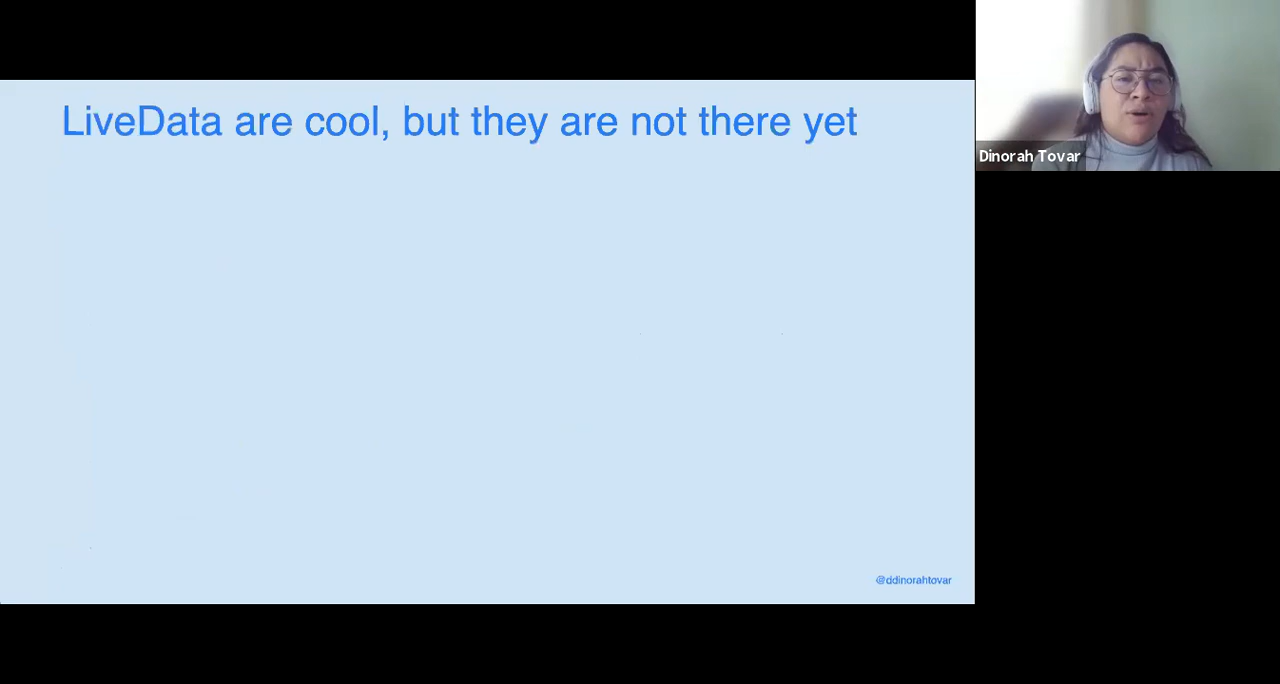 LiveData are cool, but they are not there yet
Dinorah Tovar
@ddinorahtovar